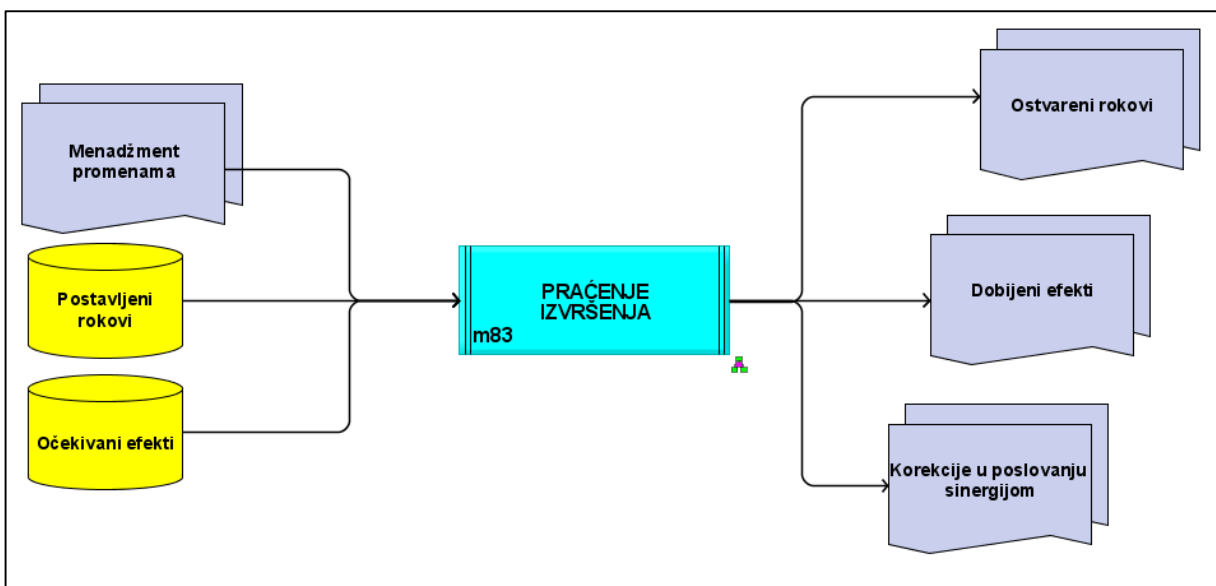 Menadžment
promenama
Postavljeni
rokovi
Očekivani efekti
PRAĆENJE
IZVRŠENJA
m83
Ostvareni rokovi
Dobijeni efekti
Korekcije u poslovanju
sinergijom